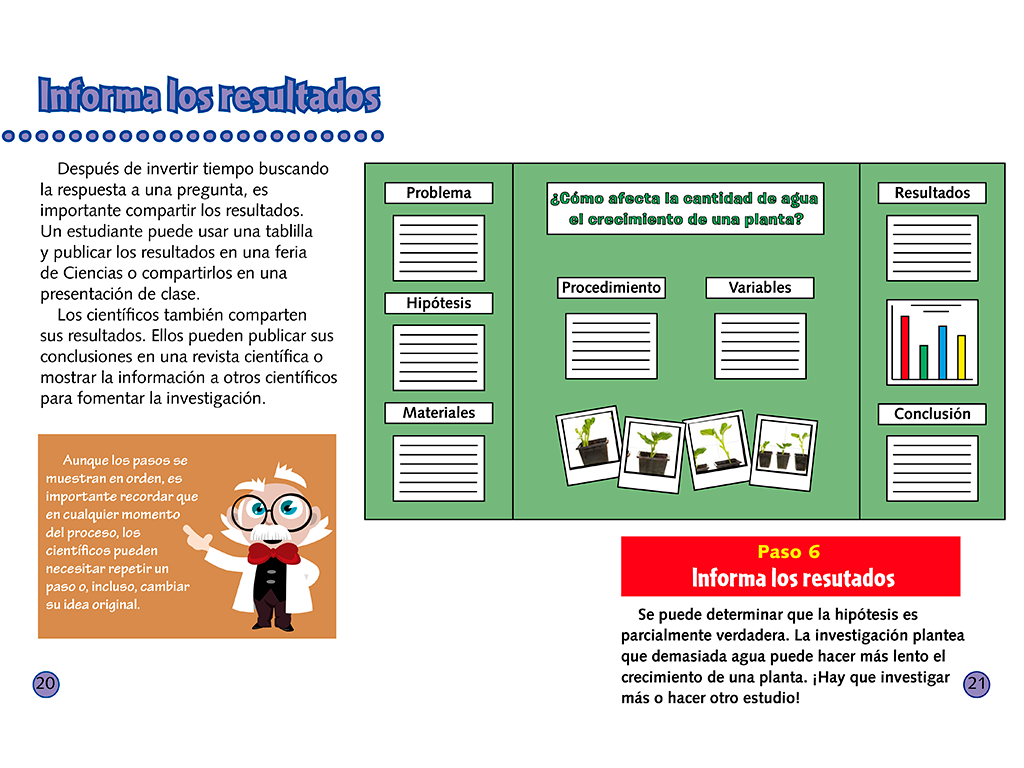 Informa los resultados
Después de invertir tiempo buscando
la respuesta a una pregunta, es
importante compartir los resultados.
Un estudiante puede usar una tablilla
y publicar los resultados en una feria
de Ciencias o compartirlos en una
presentación de clase.
Los científicos también comparten
sus resultados. Ellos pueden publicar sus
conclusiones en una revista científica o
mostrar la información a otros científicos
para fomentar la investigación.
Aunque los pasos se
muestran en orden, es
importante recordar que
en cualquier momento
del proceso, los
científicos pueden
necesitar repetir un
paso o, incluso, cambiar
su idea original.
20
Problema
Hipótesis
Materiales
¿Cómo afecta la cantidad de agua
el crecimiento de una planta?
Procedimiento
Variables
Resultados
Conclusión
Paso 6
Informa los resutados
Se puede determinar que la hipótesis es
parcialmente verdadera. La investigación plantea
que demasiada agua puede hacer más lento el
crecimiento de una planta. ¡Hay que investigar
más o hacer otro estudio!
21